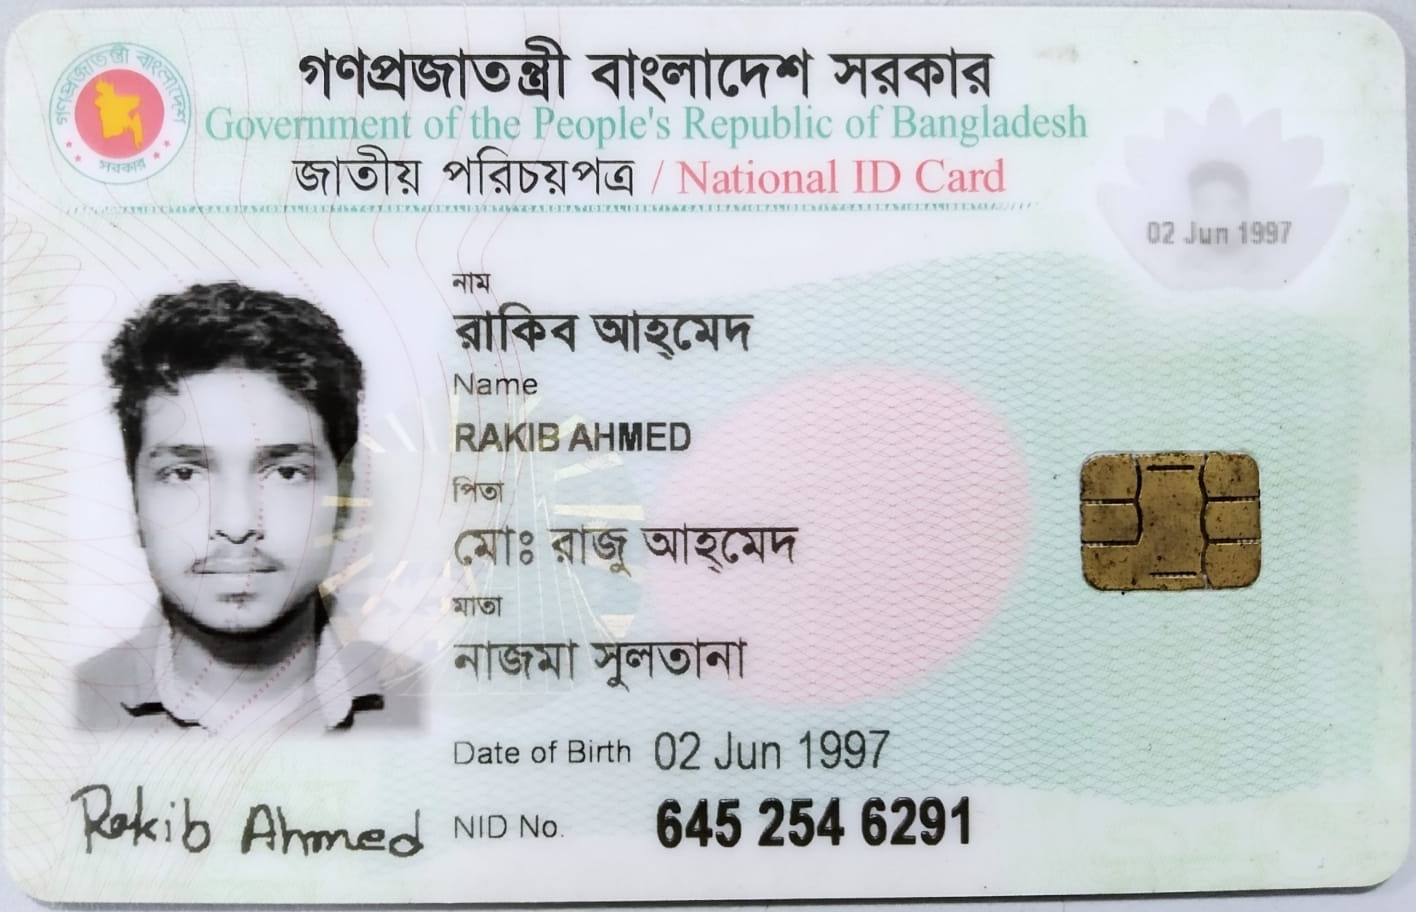 গণপ্রজাতন্ত্রী বাংলাদেশ সরকার
Government of the People's Republic of Bangladesh
জাতীয় পরিচয়পত্র / National ID Card
গণপ্রজাতন্ত্রী বাংলাদেশ
সরকার
02 Jun 1997
নাম
রাকিব আহ্মেদ
Name
RAKIB AHMED
পিতা
মোঃ রাজু আহ্মেদ
মাতা
নাজমা সুলতানা
Date of Birth 02 Jun 1997
Rakib Ahmed
NID No. 645 254 6291